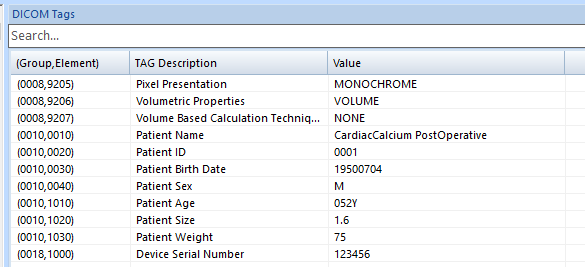 DICOM Tags
Search...
(Group,Element) TAG Description Value
(0008,9205) Pixel Presentation MONOCHROME
(0008,9206) Volumetric Properties VOLUME
(0008,9207) Volume Based Calculation Techniq... NONE
(0010,0010) Patient Name CardiacCalcium PostOperative
(0010,0020) Patient ID 0001
(0010,0030) Patient Birth Date 19500704
(0010,0040) Patient Sex M
(0010,1010) Patient Age 052Y
(0010,1020) Patient Size 1.6
(0010,1030) Patient Weight 75
(0018,1000) Device Serial Number 123456